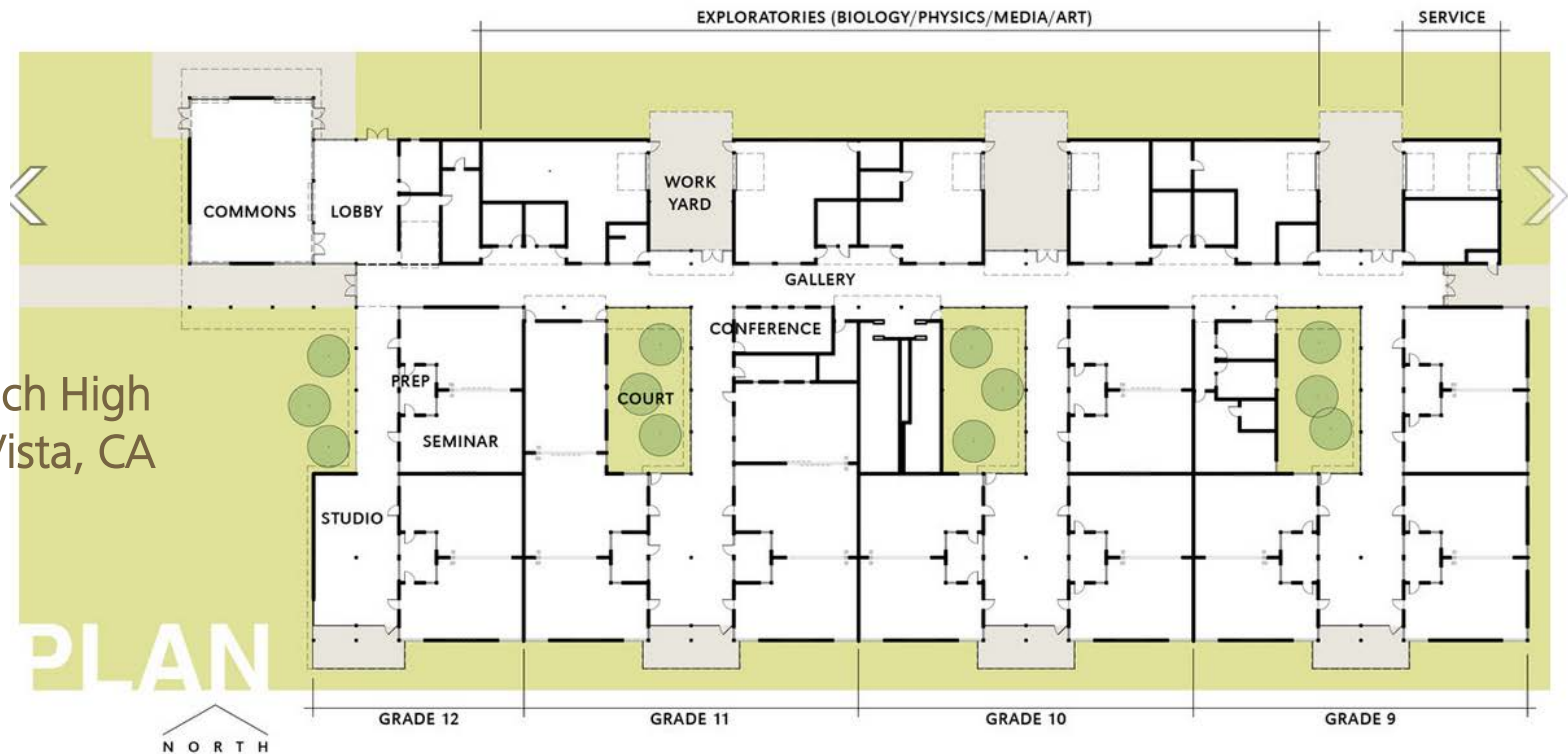 EXPLORATORIES (BIOLOGY/PHYSICS/MEDIA/ART)
SERVICE
WORK
YARD
COMMONS
LOBBY
GALLERY
CONFERENCE
PREP
COURT
ch High
Vista, CA
SEMINAR
STUDIO
PLAN
GRADE 12
GRADE 11
GRADE 10
GRADE 9
NORTH